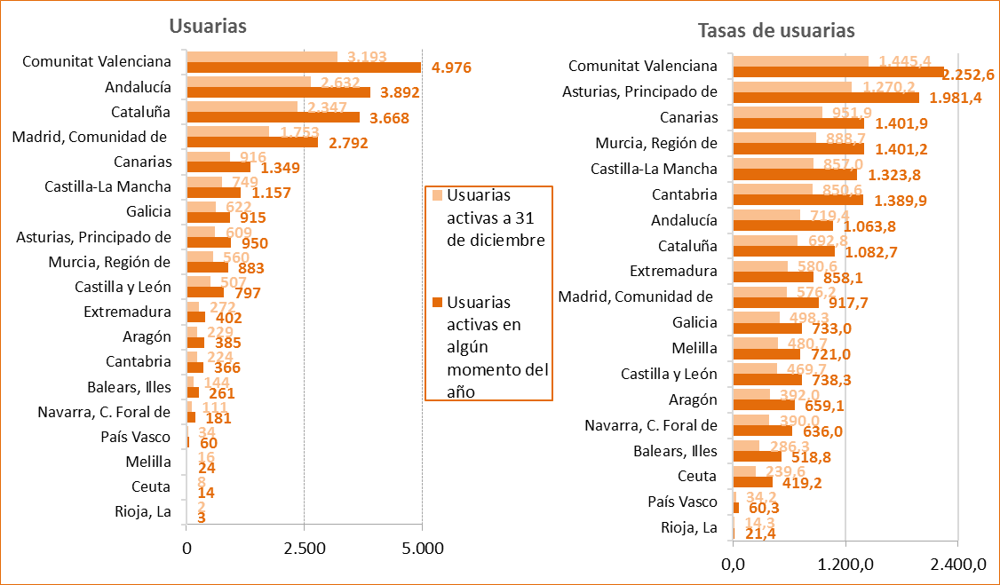 Usuarias
Comunitat Valenciana 3.193 4.976
Andalucía 2.632 3.892
Cataluña 2.347 3.668
Madrid, Comunidad de 1.753 2.792
Canarias 916 1.349
Castilla-La Mancha 749 1.157
Galicia 622 915
Asturias, Principado de 609 950
Murcia, Región de 560 883
Castilla y León 507 797
Extremadura 272 402
Aragón 229 385
Cantabria 224 366
Balears, Illes 144 261
Navarra, C. Foral de 111 181
País Vasco 34 60
Melilla 16 24
Ceuta 8 14
Rioja, La 2 3
0 2.500 5.000
Usuarias
activas a 31
de diciembre
Usuarias
activas en
algún
momento del
año
Tasas de usuarias
Comunitat Valenciana 1.445,4 2.252,6
Asturias, Principado de 1.270,2 1.981,4
Canarias 951,9 1.401,9
Murcia, Región de 888,7 1.401,2
Castilla-La Mancha 857,0 1.323,8
Cantabria 850,6 1.389,9
Andalucía 719,4 1.063,8
Cataluña 692,8 1.082,7
Extremadura 580,6 858,1
Madrid, Comunidad de 576,2 917,7
Galicia 498,3 733,0
Melilla 480,7 721,0
Castilla y León 469,7 738,3
Aragón 392,0 659,1
Navarra, C. Foral de 390,0 636,0
Balears, Illes 286,3 518,8
Ceuta 239,6 419,2
País Vasco 34,2 60,3
Rioja, La 14,3 21,4
0,0 1.200,0 2.400,0